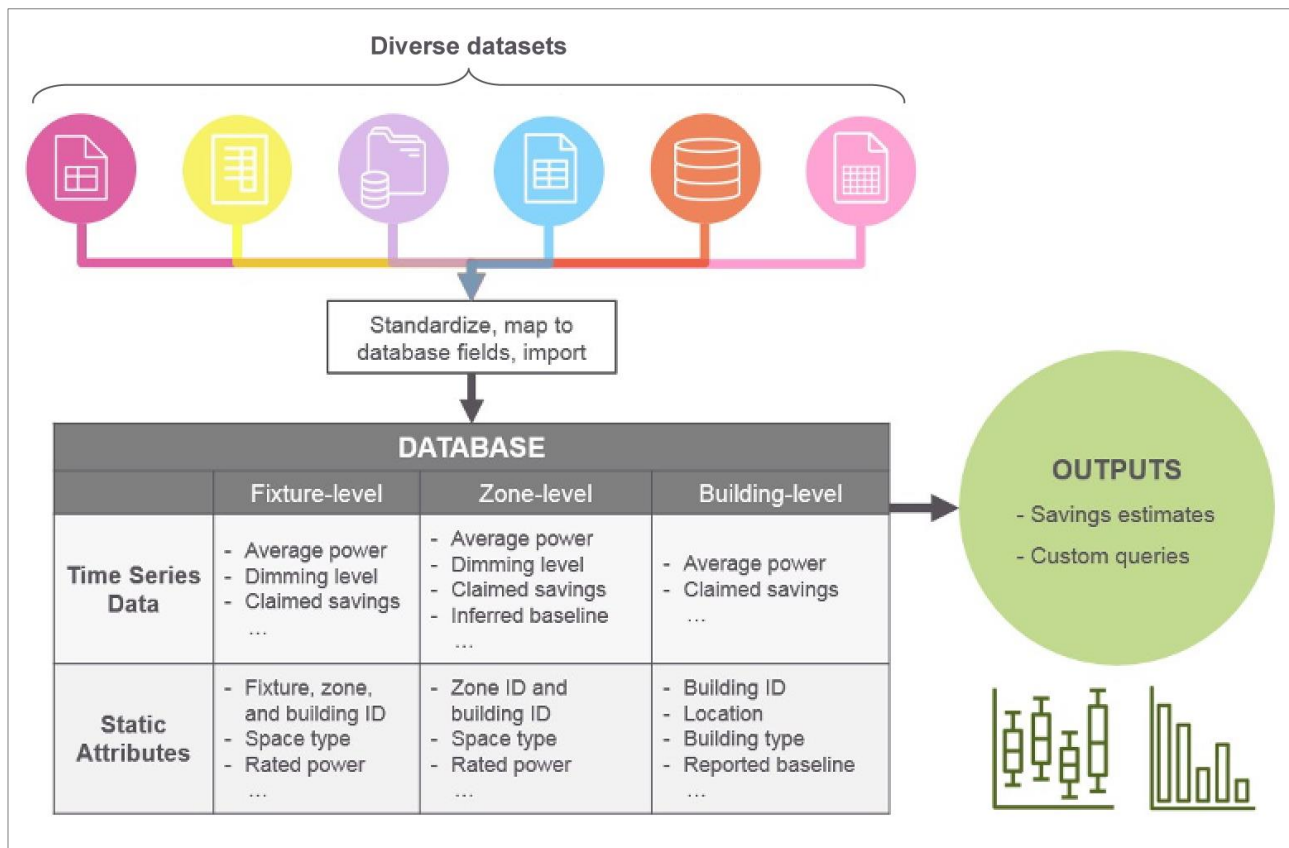 Diverse datasets
Standardize, map to
database fields, import
DATABASE
Fixture-level
Zone-level
Building-level
Time Series
Data
- Average power
- Dimming level
- Claimed savings
...
- Average power
- Dimming level
- Claimed savings
- Inferred baseline
...
- Average power
- Claimed savings
...
Static
Attributes
- Fixture, zone,
and building ID
- Space type
- Rated power
...
- Zone ID and
building ID
- Space type
- Rated power
...
- Building ID
- Location
- Building type
- Reported baseline
...
OUTPUTS
- Savings estimates
- Custom queries